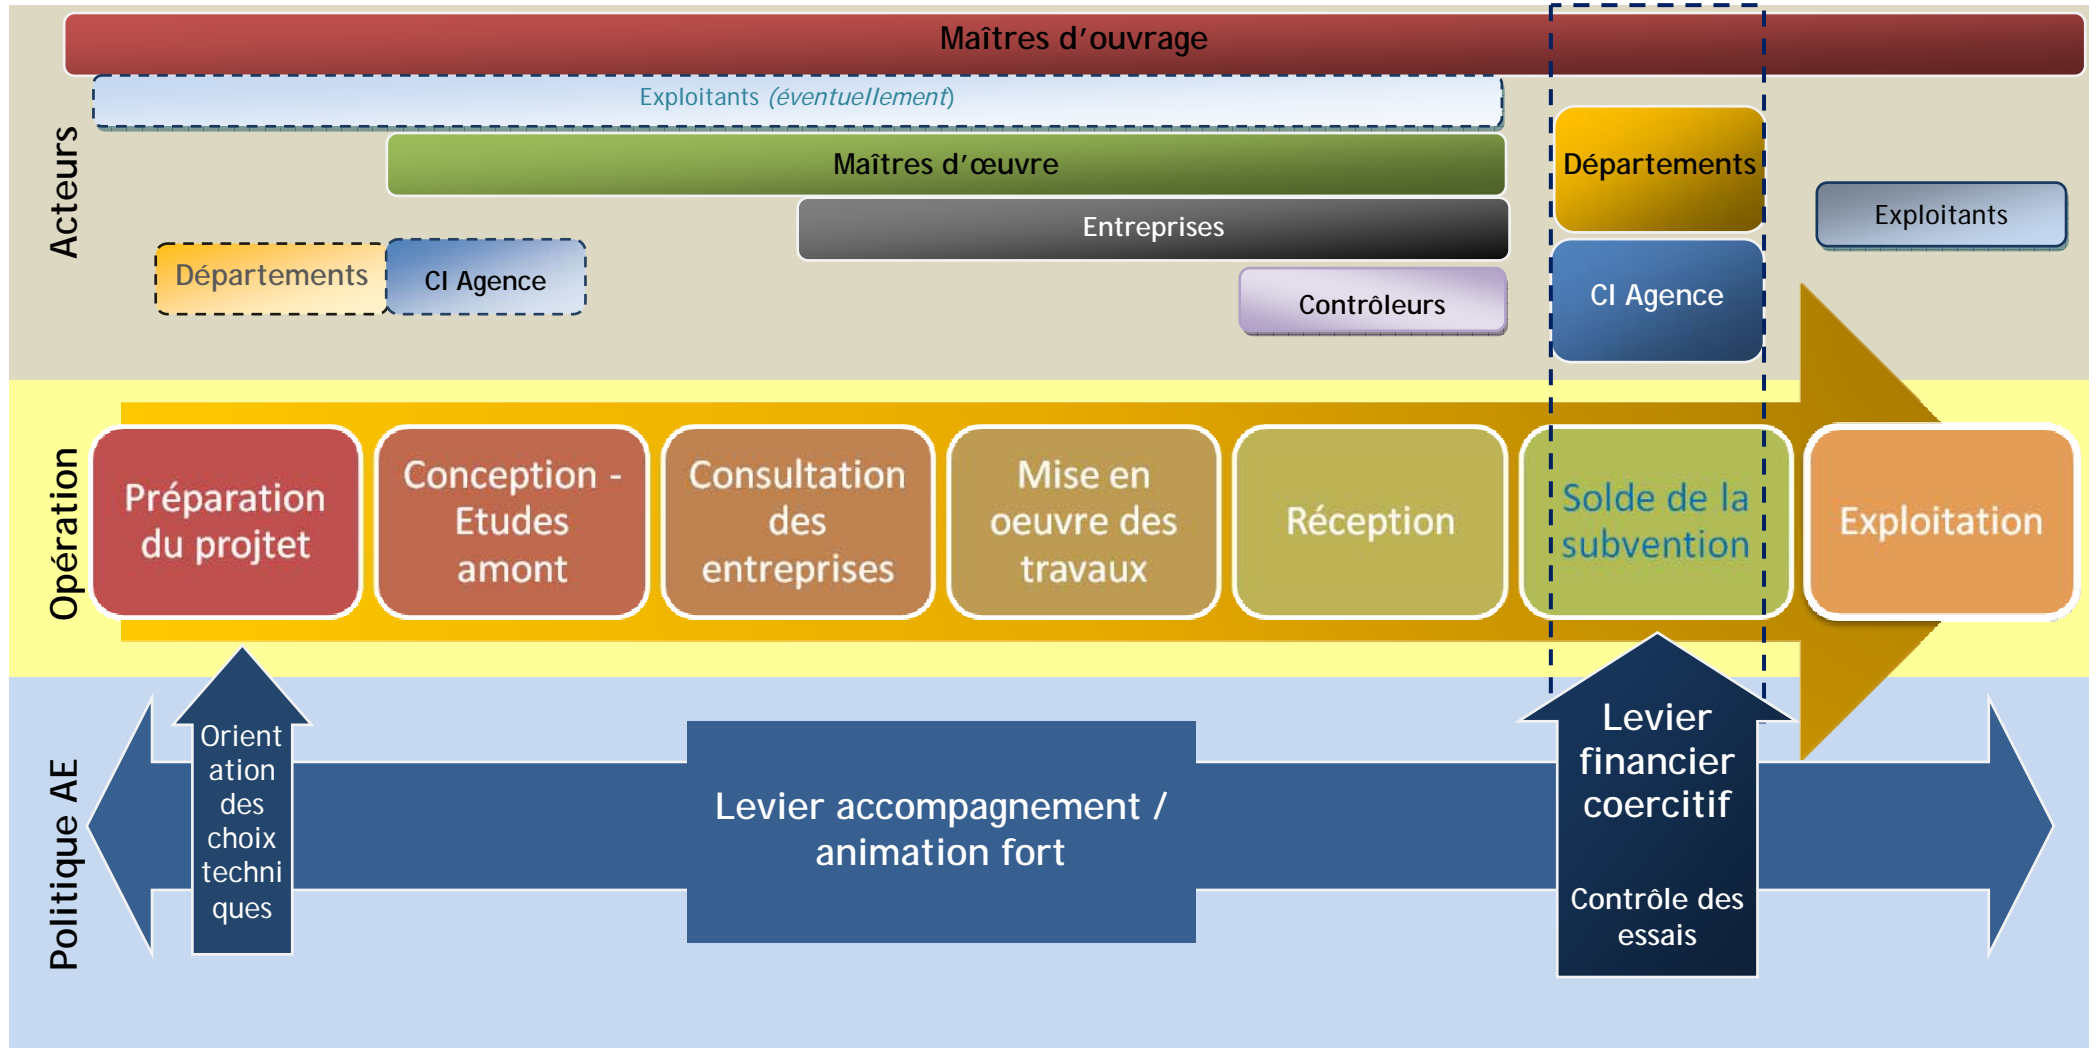 Acteurs
Maîtres d'ouvrage
Exploitants (éventuellement)
Maîtres d'œuvre
Entreprises
Départements
CI Agence
Contrôleurs
Départements
CI Agence
Exploitants
Opération
Préparation
du projtet
Conception -
Etudes
amont
Consultation
des
entreprises
Mise en
oeuvre des
travaux
Réception
Solde de la
subvention
Exploitation
Politique AE
Orient
ation
des
choix
techni
ques
Levier accompagnement /
animation fort
Levier
financier
coercitif
Contrôle des
essais